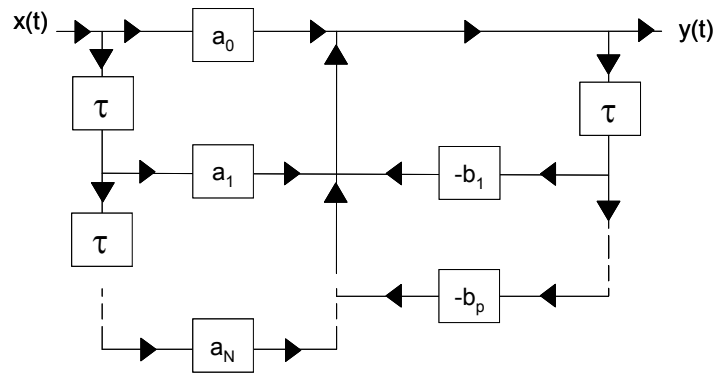 x(t) a₀ y(t)
τ τ
a₁ -b₁
τ
-bₚ
a_N